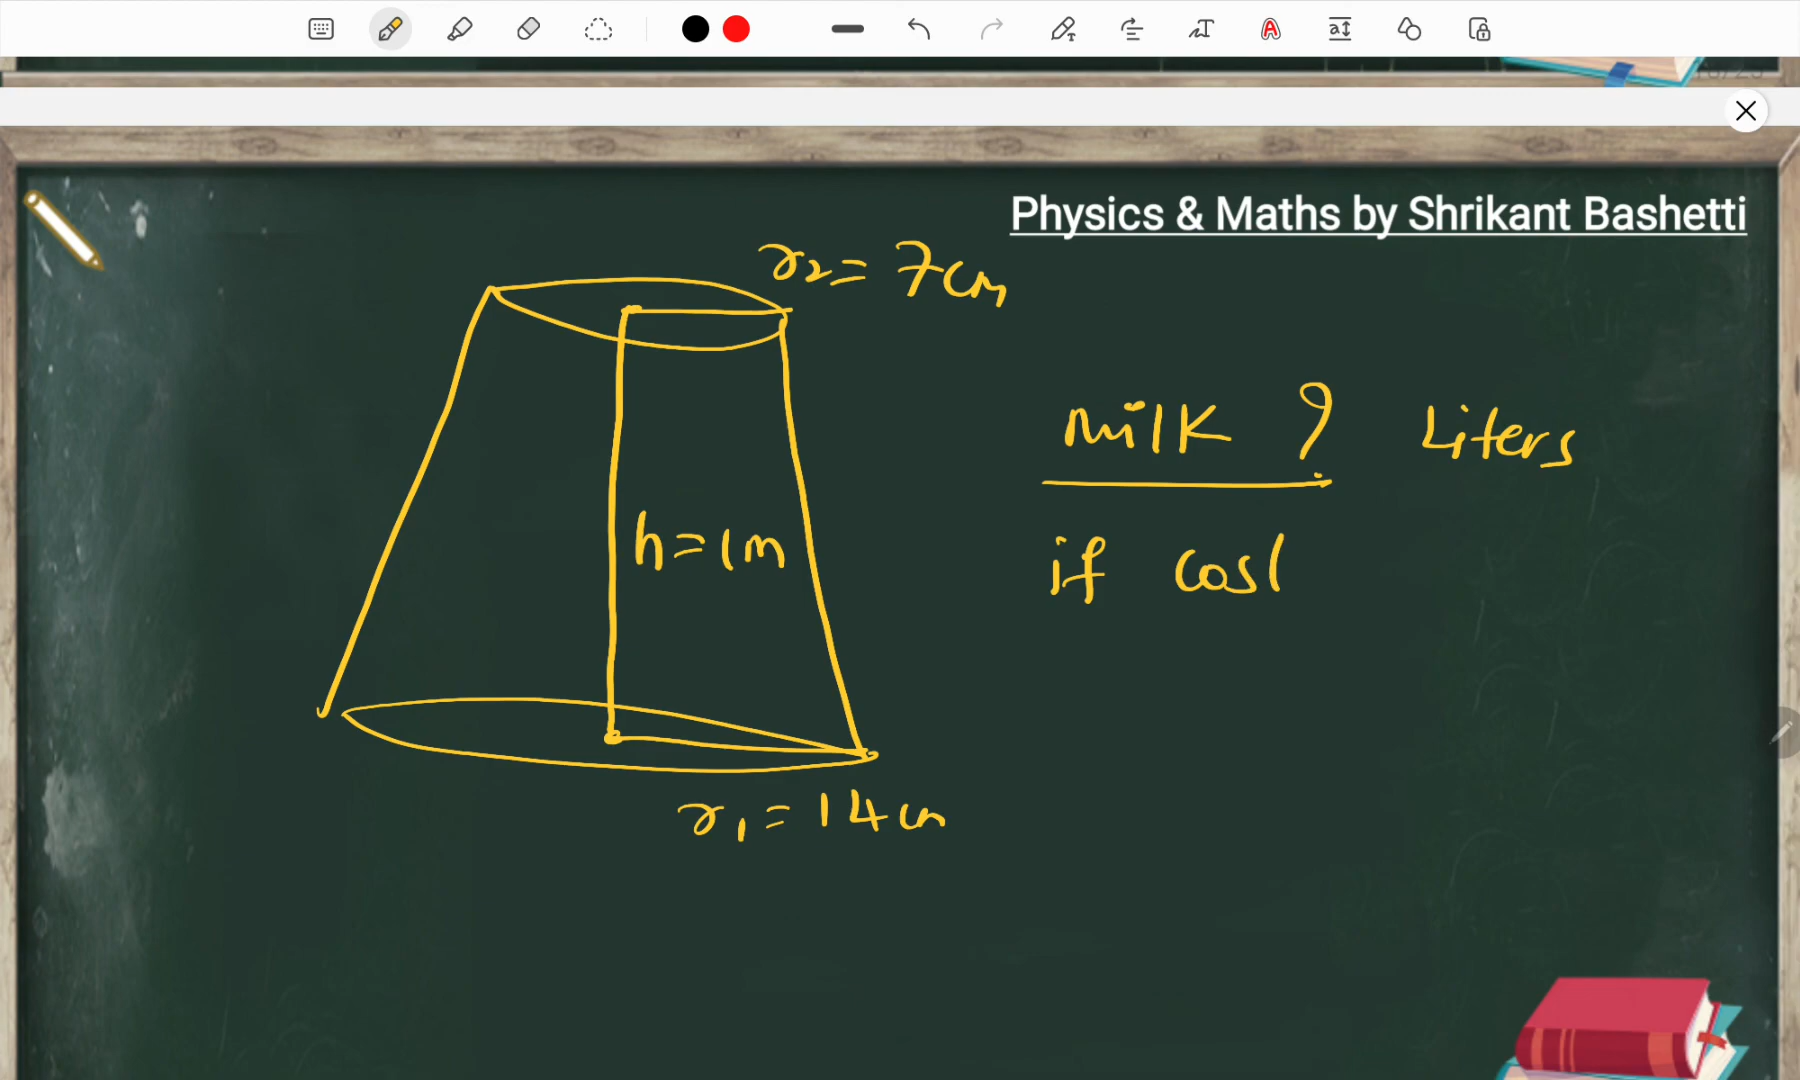 Physics & Maths by Shrikant Bashetti
r₂ = 7cm
milk ? Liters
h=1m
if cost
r₁ = 14cm